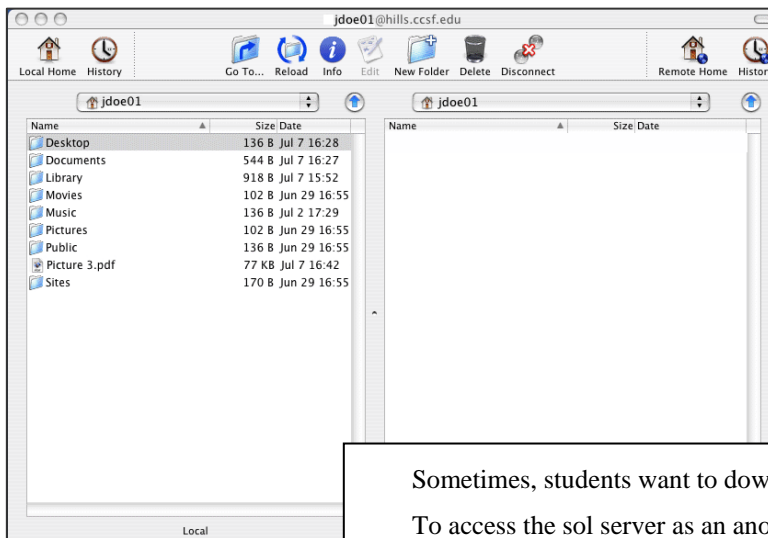 jdoe01@hills.ccsf.edu
Local Home History Go To... Reload Info Edit New Folder Delete Disconnect Remote Home Histor
jdoe01 jdoe01
Name Size Date Name Size Date
Desktop 136 B Jul 7 16:28
Documents 544 B Jul 7 16:27
Library 918 B Jul 7 15:52
Movies 102 B Jun 29 16:55
Music 136 B Jul 2 17:29
Pictures 102 B Jun 29 16:55
Public 136 B Jun 29 16:55
Picture 3.pdf 77 KB Jul 7 16:42
Sites 170 B Jun 29 16:55
Sometimes, students want to dow
To access the sol server as an ano
Local